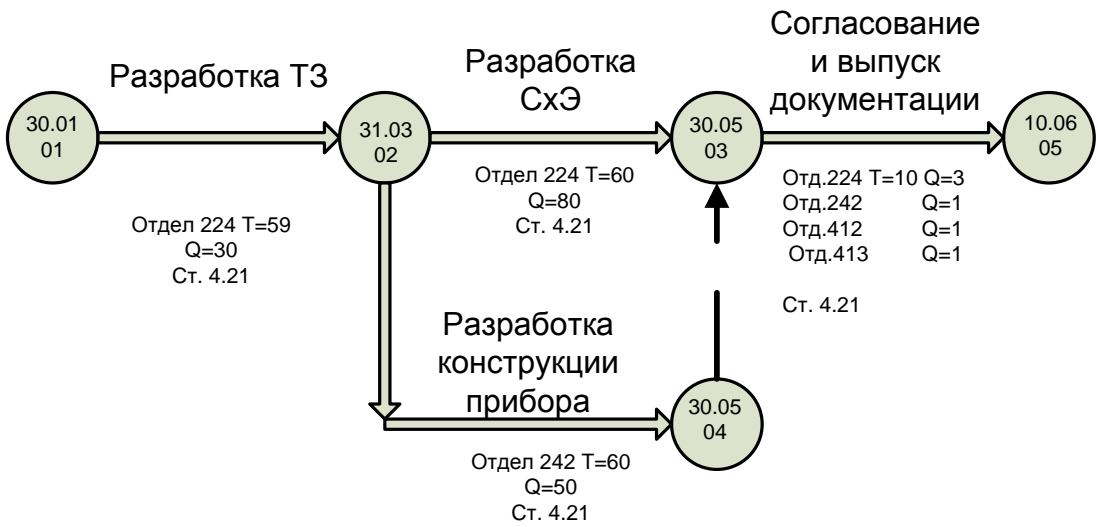 Разработка ТЗ
Разработка
СхЭ
Согласование
и выпуск
документации
30.01
01
31.03
02
30.05
03
10.06
05
Отдел 224 Т=59
Q=30
Ст. 4.21
Отдел 224 Т=60
Q=80
Ст. 4.21
Отд.224 Т=10 Q=3
Отд.242 Q=1
Отд.412 Q=1
Отд.413 Q=1
Ст. 4.21
Разработка
конструкции
прибора
30.05
04
Отдел 242 Т=60
Q=50
Ст. 4.21